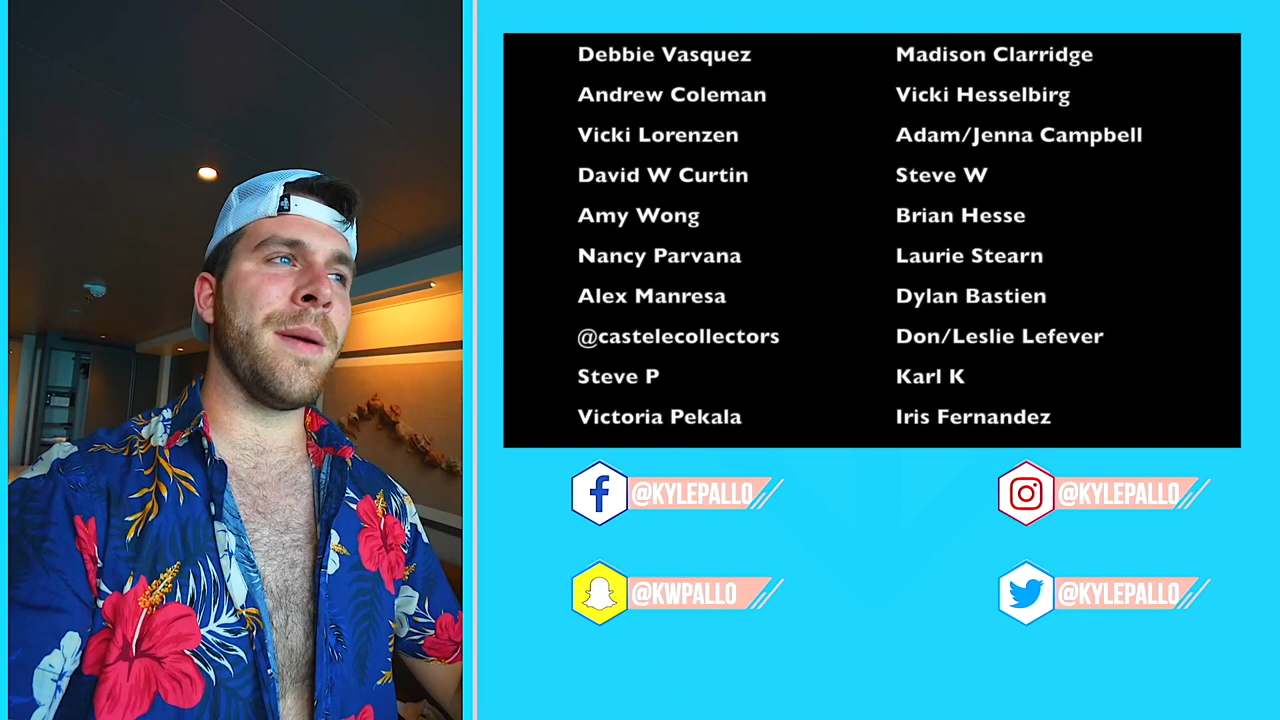 Debbie Vasquez
Andrew Coleman
Vicki Lorenzen
David W Curtin
Amy Wong
Nancy Parvana
Alex Manresa
@castelecollectors
Steve P
Victoria Pekala
Madison Clarridge
Vicki Hesselbirg
Adam/Jenna Campbell
Steve W
Brian Hesse
Laurie Stearn
Dylan Bastien
Don/Leslie Lefever
Karl K
Iris Fernandez
@KYLEPALLO
@KYLEPALLO
@KWPALLO
@KYLEPALLO